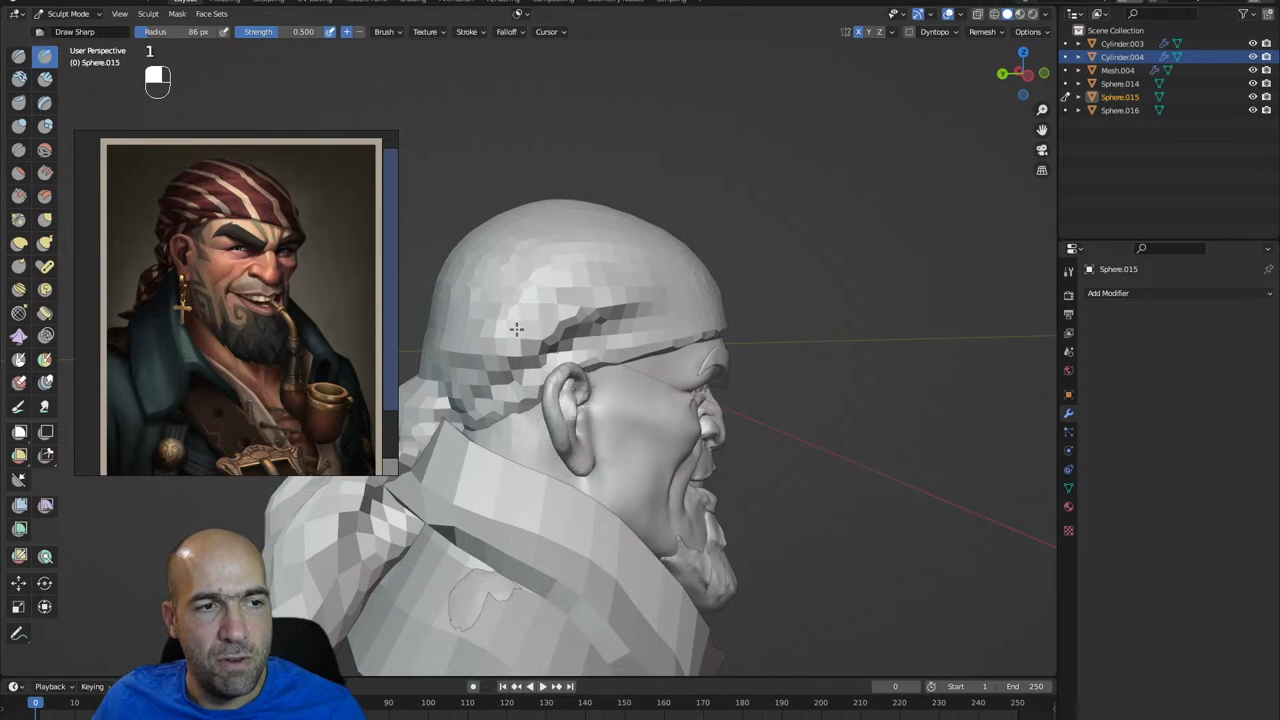 Layout
Sculpt Mode View Sculpt Mask Face Sets
Draw Sharp Radius 86 px Strength 0.500 Brush Texture Stroke Falloff Cursor X Y Z Dyntopo Remesh Options
User Perspective
(0) Sphere.015
1
Z
Y
Scene Collection
Cylinder.003
Cylinder.004
Mesh.004
Sphere.014
Sphere.015
Sphere.016
Sphere.015
Add Modifier
Playback Keying 0 Start 1 End 250
0 10 80 90 100 110 120 130 140 150 160 170 180 190 200 210 220 230 240 250